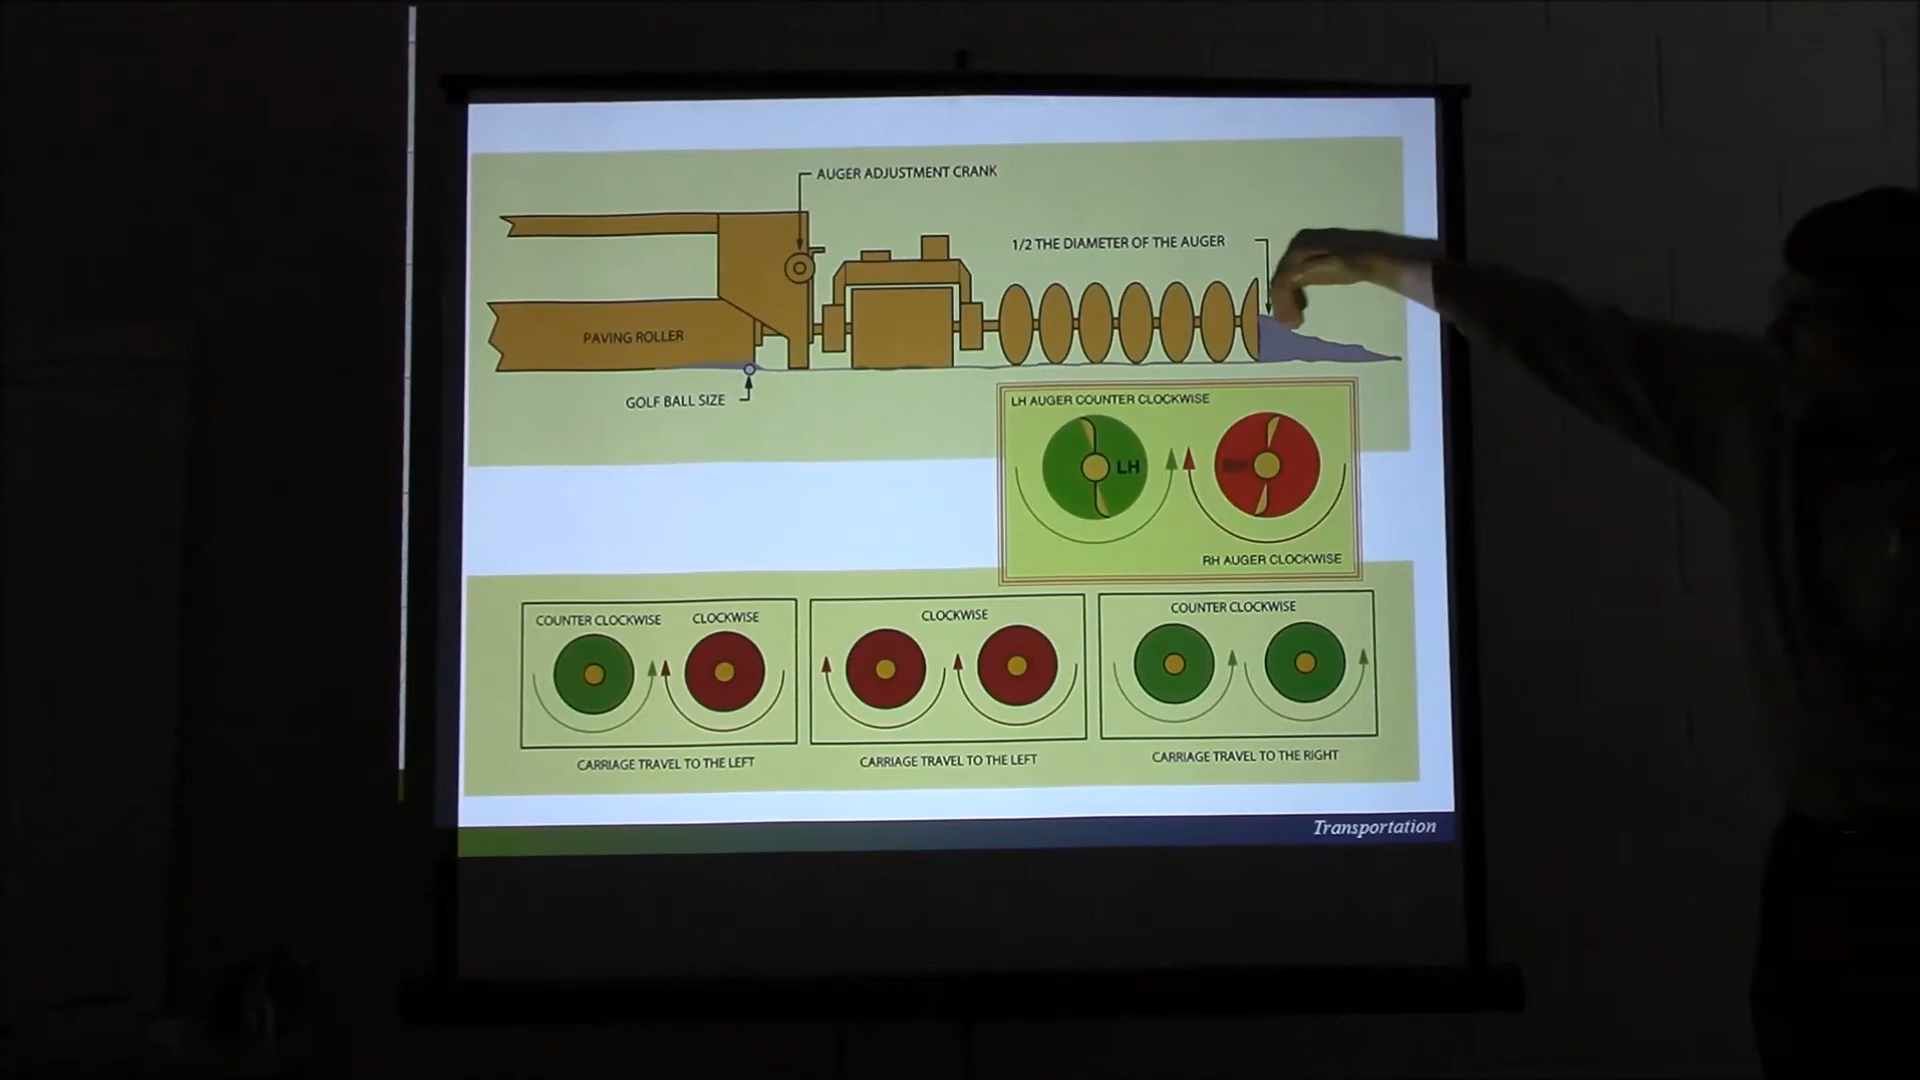 AUGER ADJUSTMENT CRANK
1/2 THE DIAMETER OF THE AUGER
PAVING ROLLER
GOLF BALL SIZE
LH AUGER COUNTER CLOCKWISE
LH
RH AUGER CLOCKWISE
COUNTER CLOCKWISE CLOCKWISE
CARRIAGE TRAVEL TO THE LEFT
CLOCKWISE
CARRIAGE TRAVEL TO THE LEFT
COUNTER CLOCKWISE
CARRIAGE TRAVEL TO THE RIGHT
Transportation